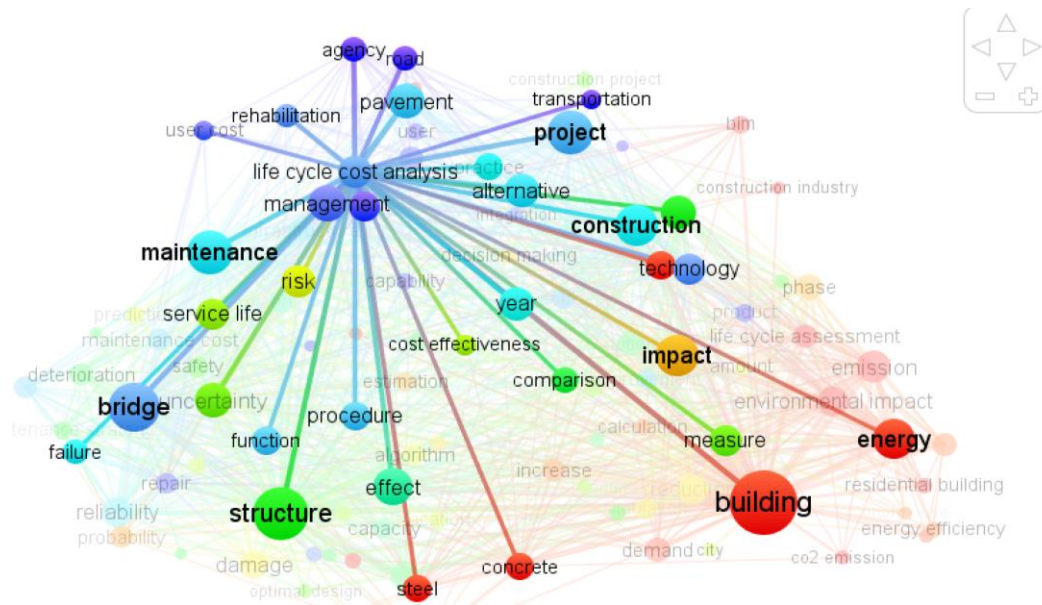 agency
road
construction project
rehabilitation
pavement
transportation
user cost
user
project
bim
life cycle cost analysis
practice
management
alternative
construction industry
integration
construction
maintenance
decision making
risk
capability
technology
phase
service life
year
product
maintenance cost
cost effectiveness
life cycle assessment
safety
impact
amount
emission
deterioration
estimation
comparison
bridge
uncertainty
procedure
environmental impact
failure
function
algorithm
calculation
measure
energy
repair
effect
increase
building
residential building
reliability
structure
capacity
energy efficiency
probability
damage
concrete
demand
city
co2 emission
steel
optimal design